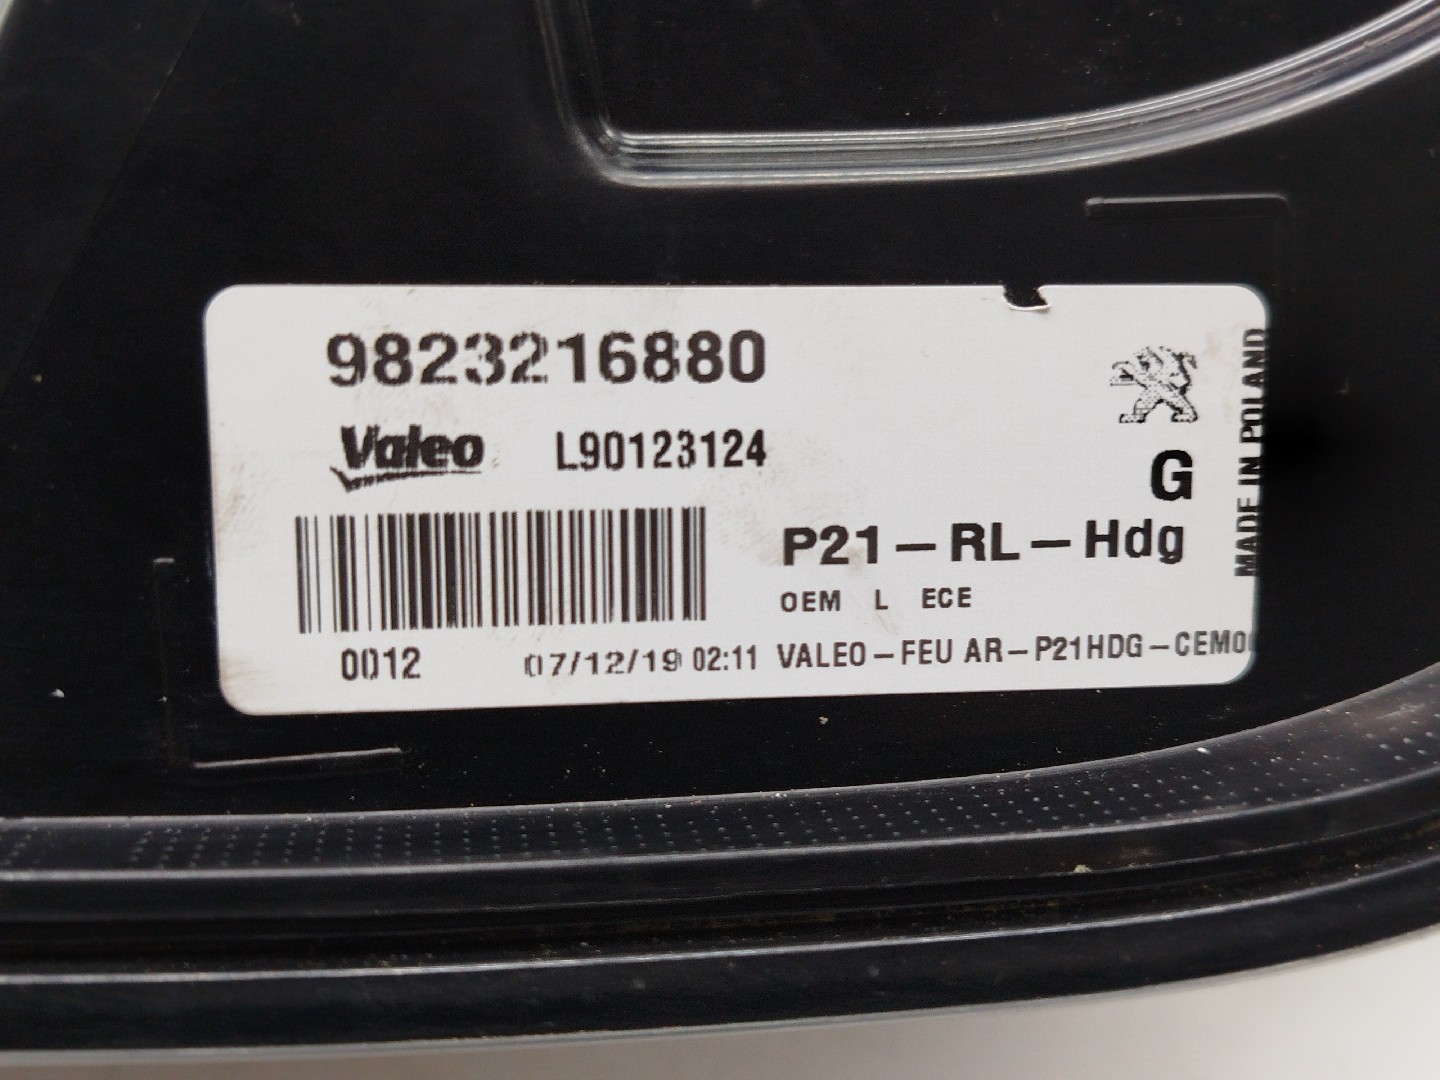 9823216880
Valeo L90123124
G
P21-RL-Hdg
OEM L ECE
0012 07/12/19 02:11 VALEO-FEU AR-P21HDG-CEM0
MADE IN POLAND